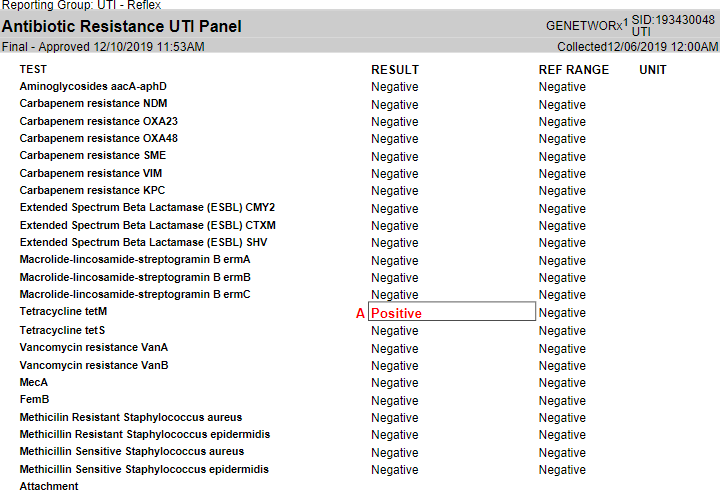 Reporting Group: UTI - Reflex
Antibiotic Resistance UTI Panel GENETWORx1 SID:193430048
UTI
Final - Approved 12/10/2019 11:53AM Collected12/06/2019 12:00AM
TEST RESULT REF RANGE UNIT
Aminoglycosides aacA-aphD Negative Negative
Carbapenem resistance NDM Negative Negative
Carbapenem resistance OXA23 Negative Negative
Carbapenem resistance OXA48 Negative Negative
Carbapenem resistance SME Negative Negative
Carbapenem resistance VIM Negative Negative
Carbapenem resistance KPC Negative Negative
Extended Spectrum Beta Lactamase (ESBL) CMY2 Negative Negative
Extended Spectrum Beta Lactamase (ESBL) CTXM Negative Negative
Extended Spectrum Beta Lactamase (ESBL) SHV Negative Negative
Macrolide-lincosamide-streptogramin B ermA Negative Negative
Macrolide-lincosamide-streptogramin B ermB Negative Negative
Macrolide-lincosamide-streptogramin B ermC Negative Negative
Tetracycline tetM A Positive Negative
Tetracycline tetS Negative Negative
Vancomycin resistance VanA Negative Negative
Vancomycin resistance VanB Negative Negative
MecA Negative Negative
FemB Negative Negative
Methicilin Resistant Staphylococcus aureus Negative Negative
Methicillin Resistant Staphylococcus epidermidis Negative Negative
Methicillin Sensitive Staphylococcus aureus Negative Negative
Methicillin Sensitive Staphylococcus epidermidis Negative Negative
Attachment